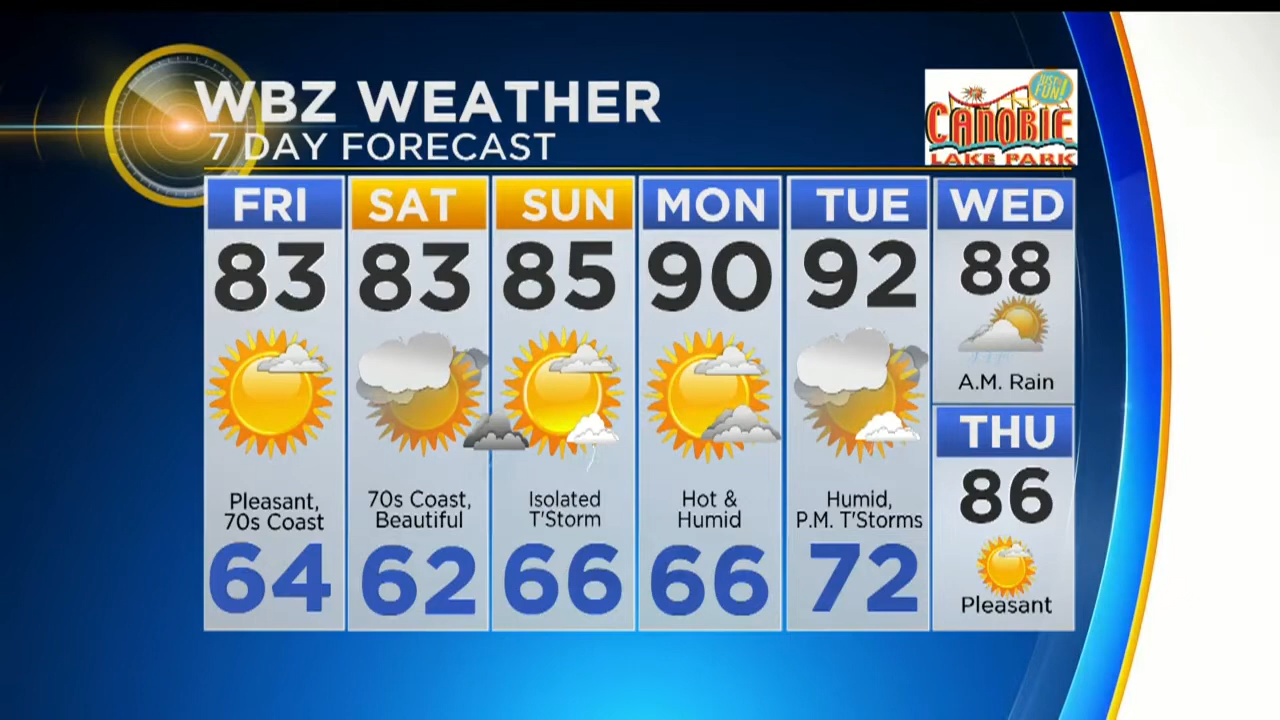 WBZ WEATHER
7 DAY FORECAST
JUST FOR FUN!
CANOBIE
LAKE PARK
FRI
83
Pleasant,
70s Coast
64
SAT
83
70s Coast,
Beautiful
62
SUN
85
Isolated
T'Storm
66
MON
90
Hot &
Humid
66
TUE
92
Humid,
P.M. T'Storms
72
WED
88
A.M. Rain
THU
86
Pleasant